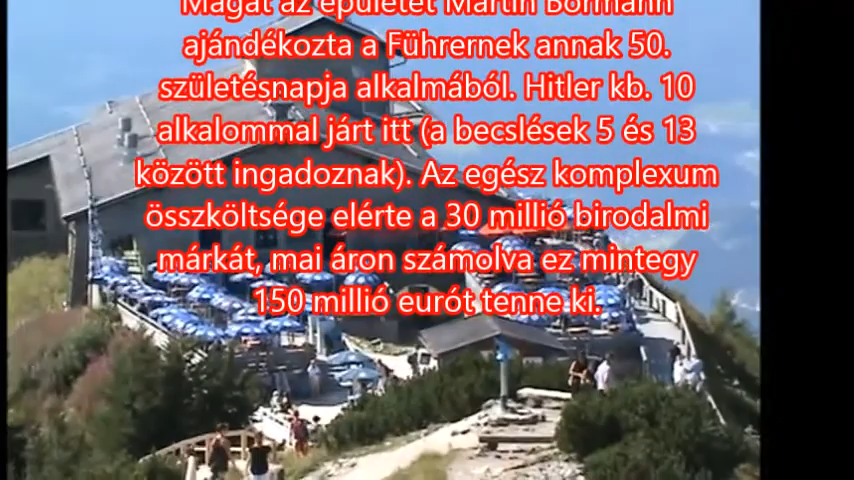 Magát az épületet Martin Bormann
ajándékozta a Führernek annak 50.
születésnapja alkalmából. Hitler kb. 10
alkalommal járt itt (a becslések 5 és 13
között ingadoznak). Az egész komplexum
összköltsége elérte a 30 millió birodalmi
márkát, mai áron számolva ez mintegy
150 millió eurót tenne ki.